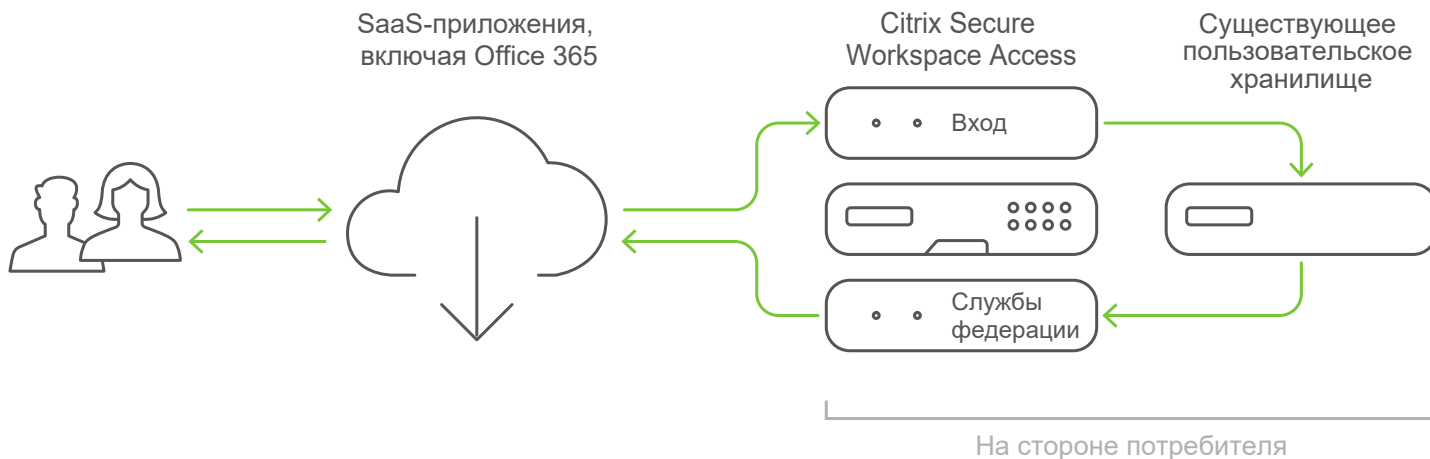 SaaS-приложения,
включая Office 365
Citrix Secure
Workspace Access
Существующее
пользовательское
хранилище
Вход
Службы
федерации
На стороне потребителя